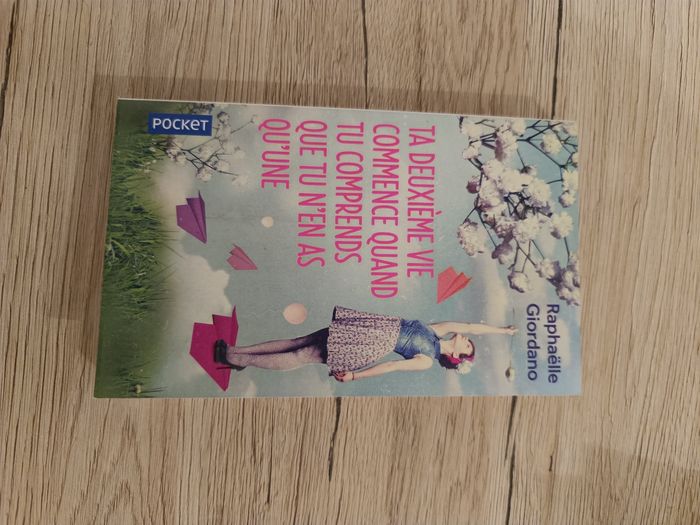 Raphaëlle
Giordano
TA DEUXIÈME VIE
COMMENCE QUAND
TU COMPRENDS
QUE TU N'EN AS
QU'UNE
POCKET